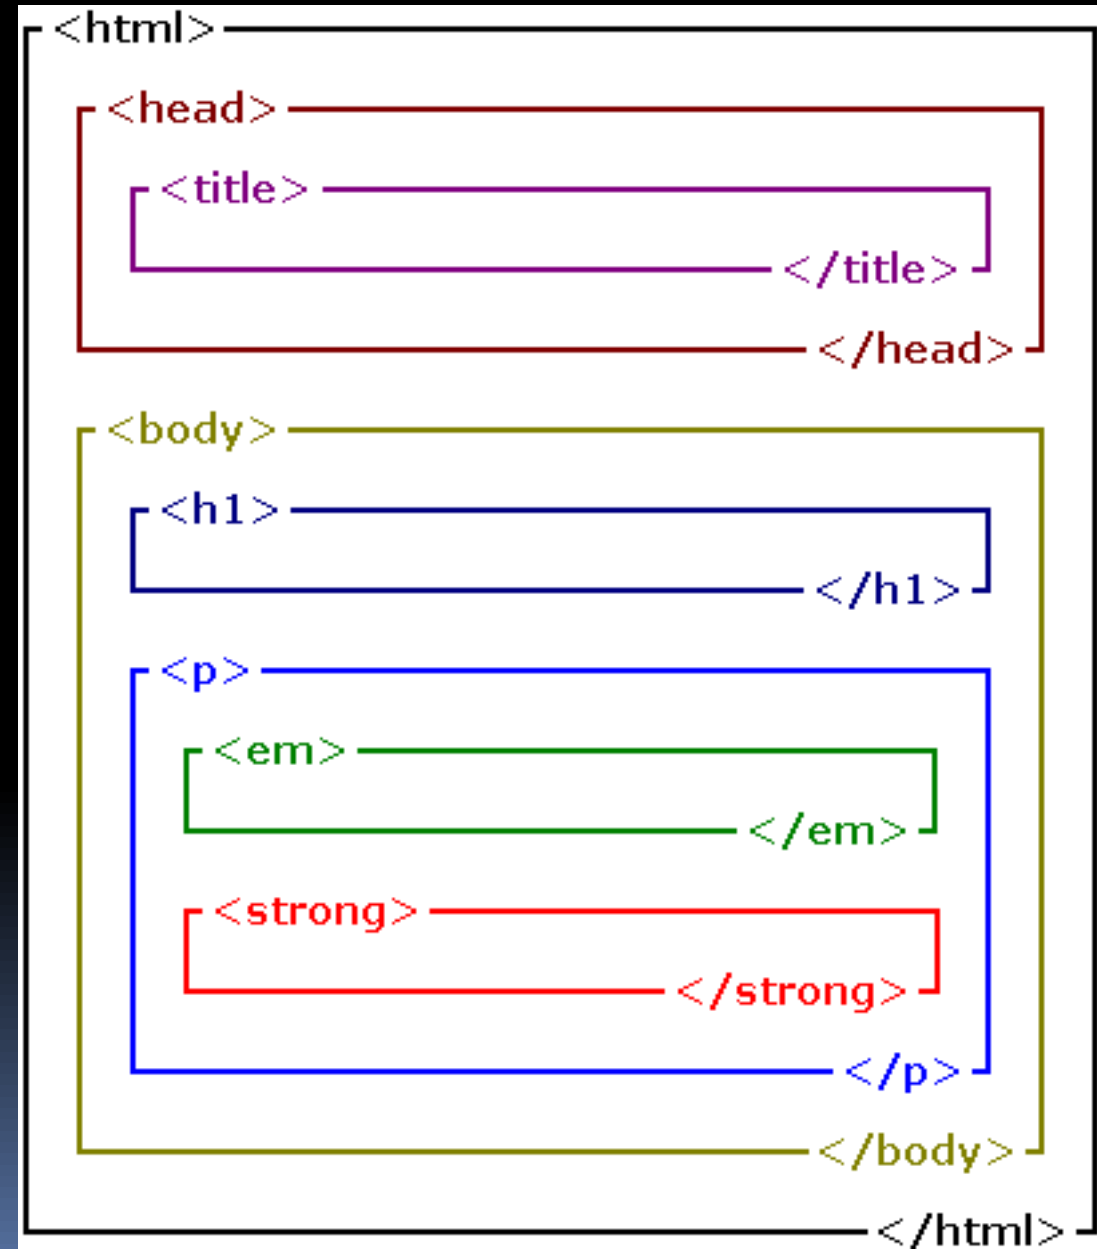 <html>
<head>
<title>
</title>
</head>
<body>
<h1>
</h1>
<p>
<em>
</em>
<strong>
</strong>
</p>
</body>
</html>